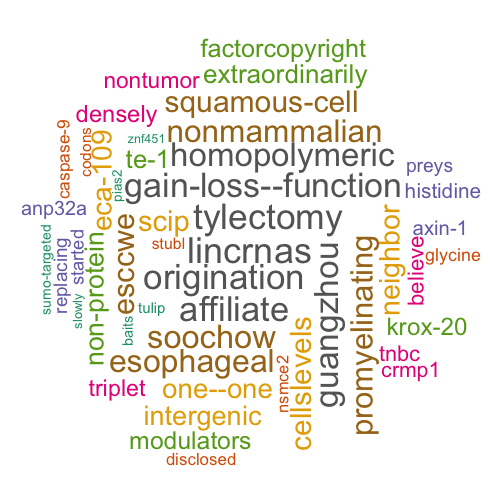 factorcopyright
extraordinarily
nontumor
squamous-cell
densely
nonmammalian
znf451
homopolymeric
caspase-9
codons
te-1
preys
pias2
gain-loss--function
histidine
eca-109
anp32a
scip
tylectomy
axin-1
sumo-targeted
replacing
started
slowly
non-protein
esccwe
stubl
lincrnas
guangzhou
promyelinating
neighbor
believe
glycine
origination
tulip
affiliate
baits
krox-20
soochow
cellslevels
esophageal
nsmce2
tnbc
crmp1
triplet
one--one
intergenic
modulators
disclosed